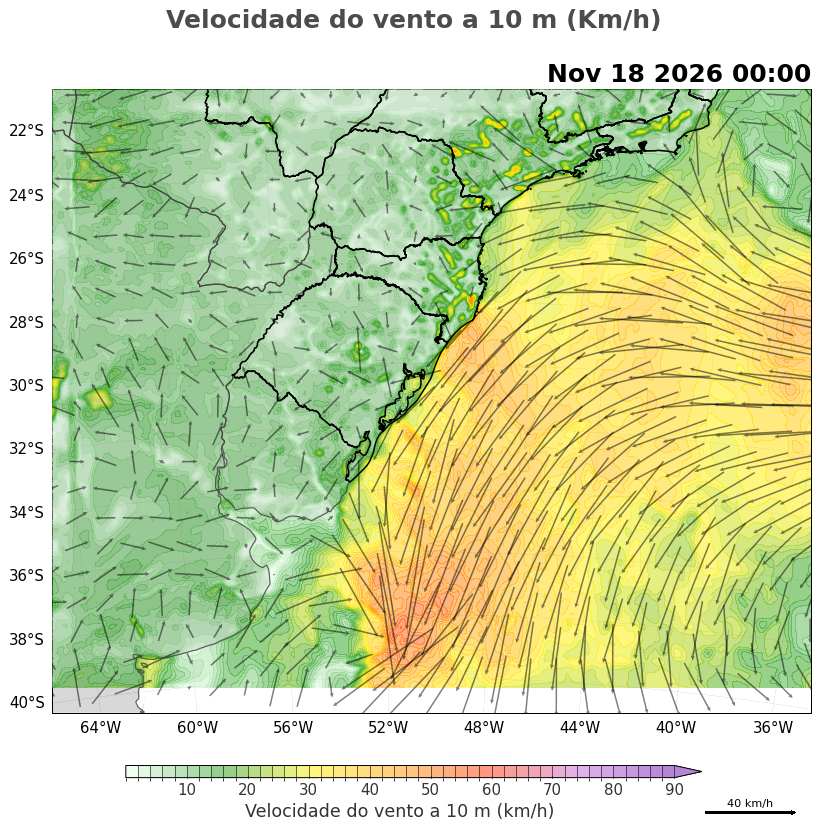 Velocidade do vento a 10 m (Km/h)
Nov 18 2026 00:00
22°S
24°S
26°S
28°S
30°S
32°S
34°S
36°S
38°S
40°S
64°W 60°W 56°W 52°W 48°W 44°W 40°W 36°W
10 20 30 40 50 60 70 80 90
Velocidade do vento a 10 m (km/h)
40 km/h